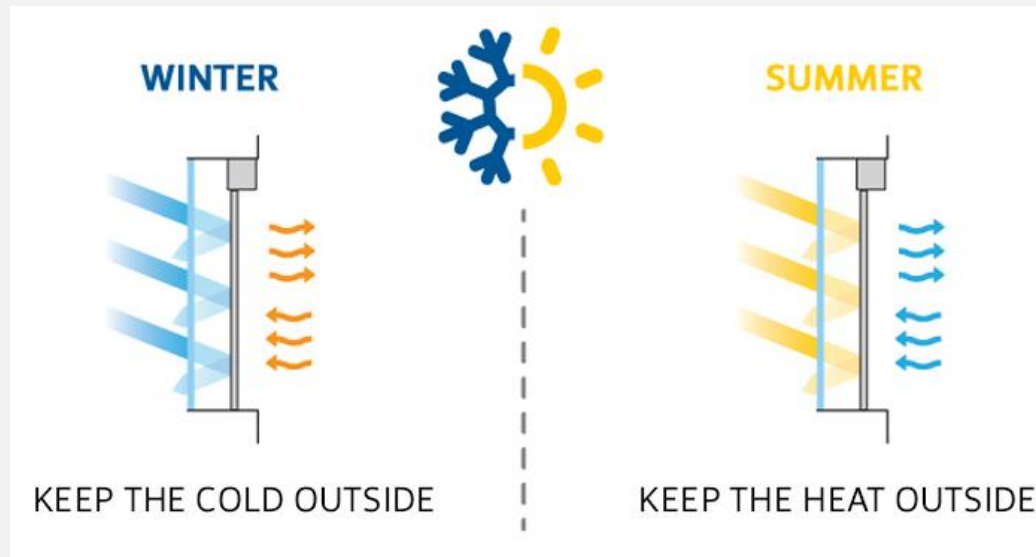 WINTER
SUMMER
KEEP THE COLD OUTSIDE
KEEP THE HEAT OUTSIDE